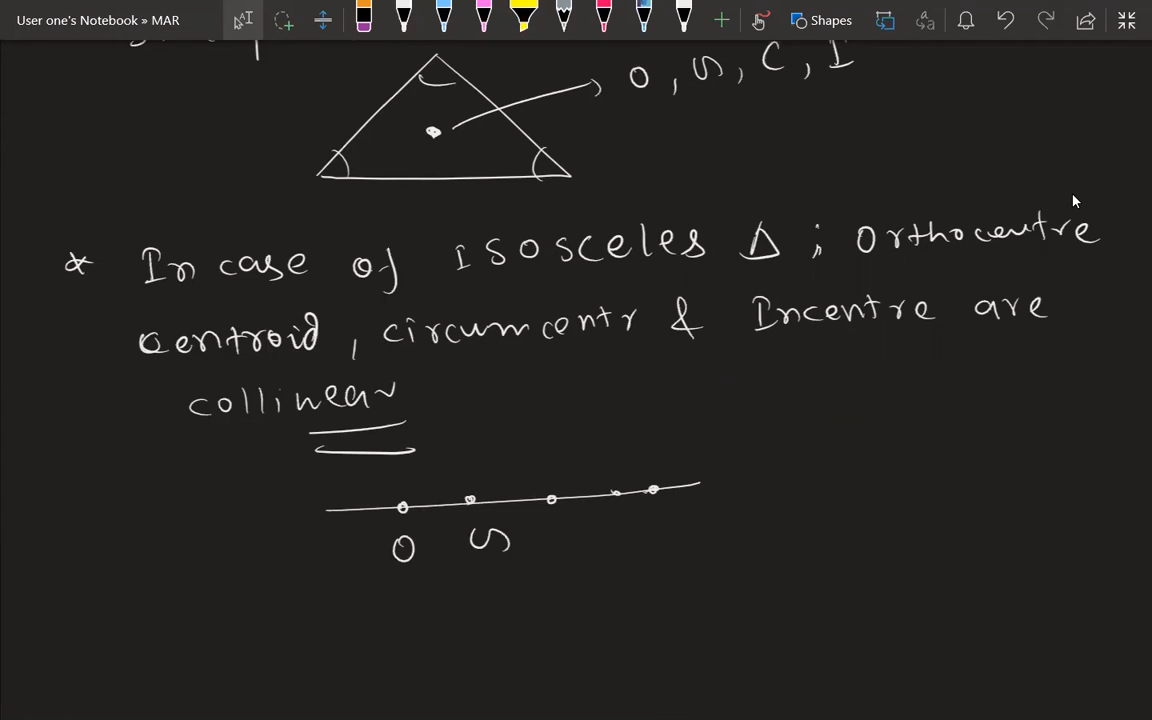 User one's Notebook » MAR
Shapes
O, S, C, I
* In case of isosceles Δ ; Orthocentre
centroid, circumcentr & Incentre are
collinear
O S